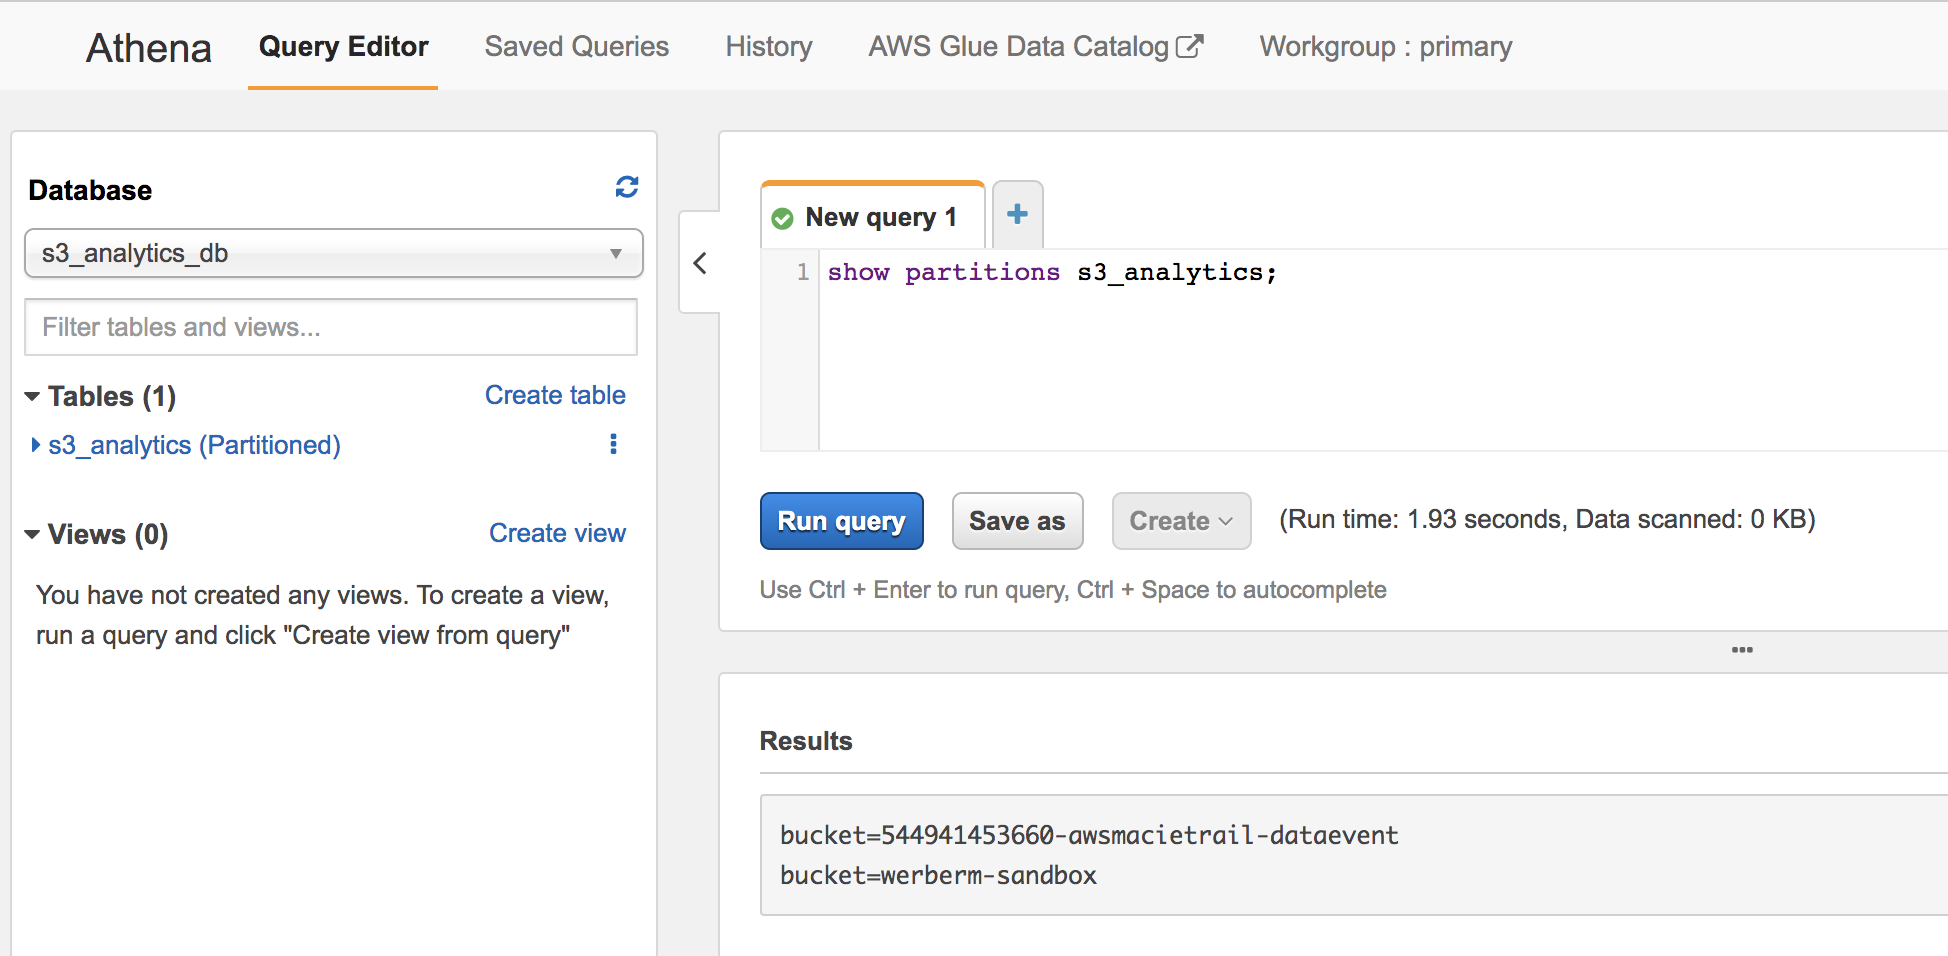 Athena Query Editor Saved Queries History AWS Glue Data Catalog Workgroup : primary
Database
s3_analytics_db
Filter tables and views...
Tables (1) Create table
s3_analytics (Partitioned)
Views (0) Create view
You have not created any views. To create a view,
run a query and click "Create view from query"
New query 1
1 show partitions s3_analytics;
Run query Save as Create (Run time: 1.93 seconds, Data scanned: 0 KB)
Use Ctrl + Enter to run query, Ctrl + Space to autocomplete
Results
bucket=544941453660-awsmacietrail-dataevent
bucket=werberm-sandbox